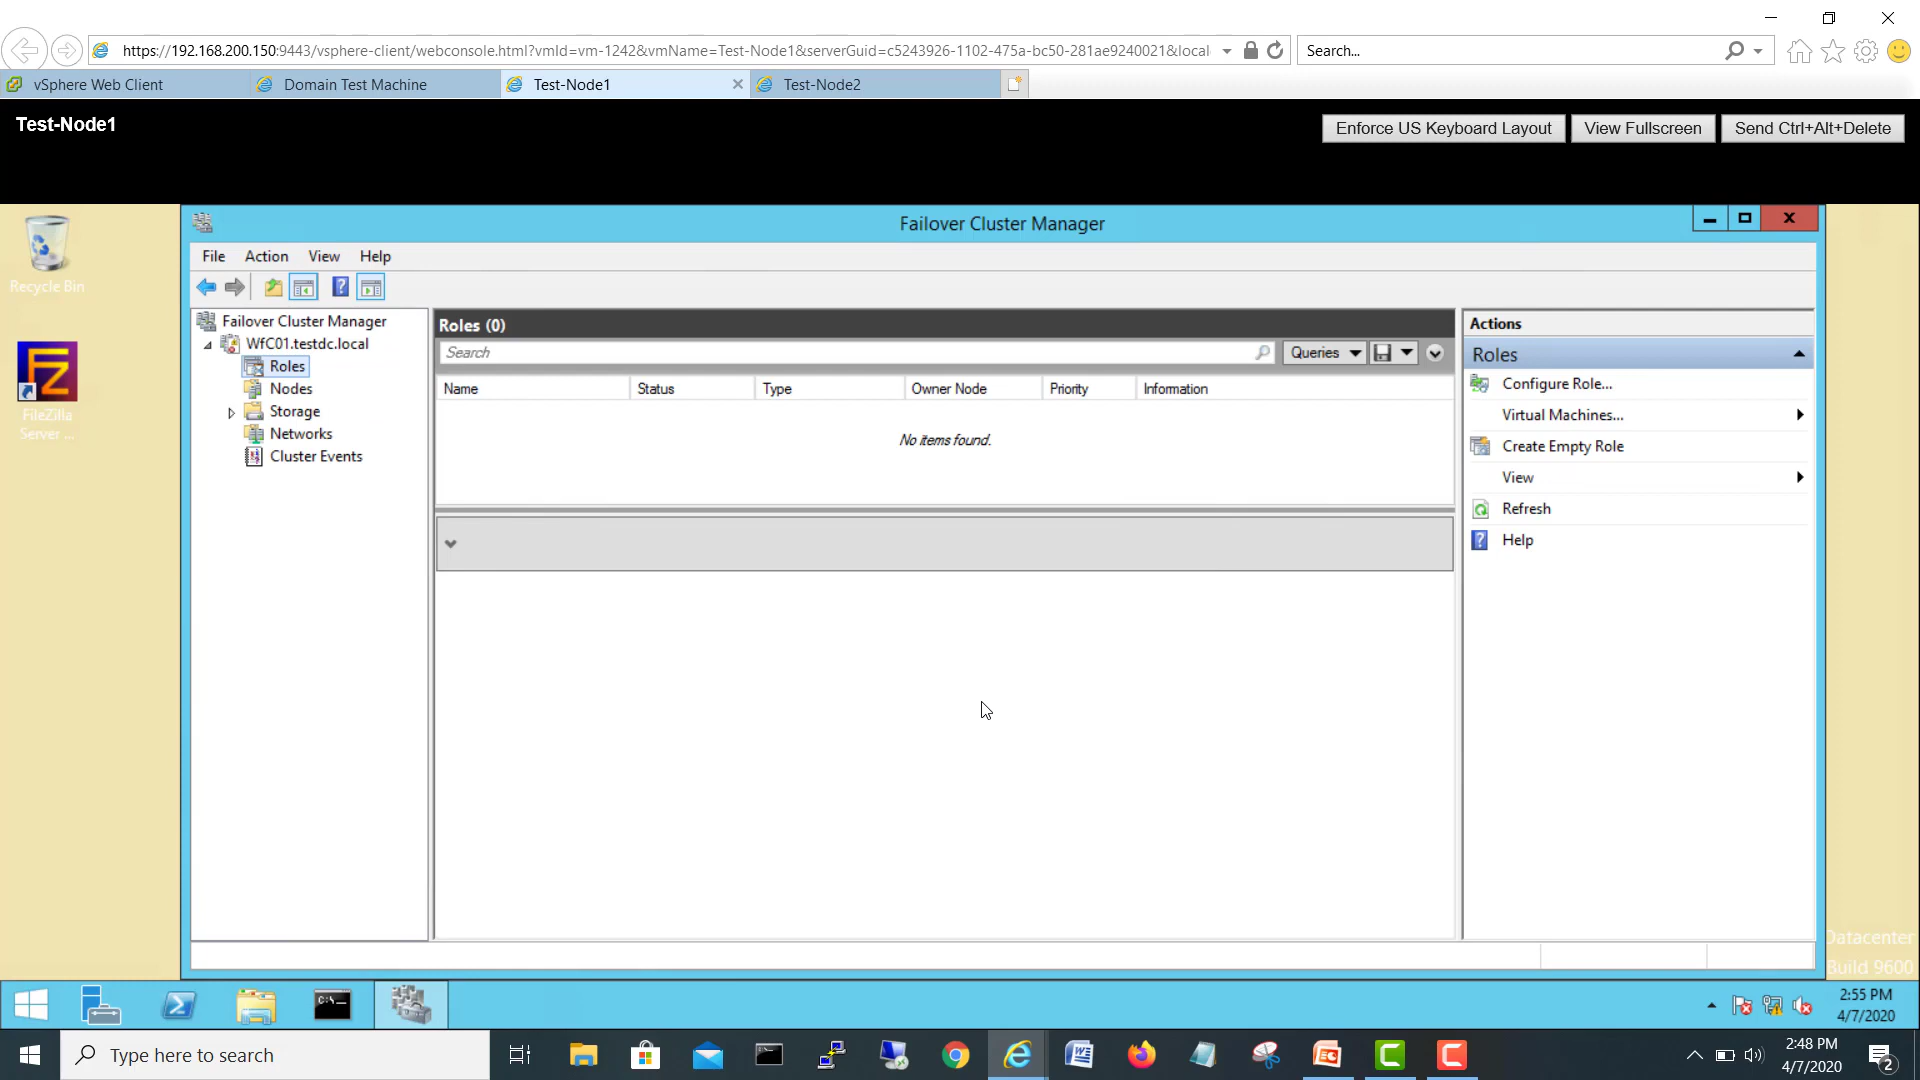 https://192.168.200.150:9443/vsphere-client/webconsole.html?vmId=vm-1242&vmName=Test-Node1&serverGuid=c5243926-1102-475a-bc50-281ae9240021&local
Search...
vSphere Web Client
Domain Test Machine
Test-Node1
Test-Node2
Test-Node1
Enforce US Keyboard Layout
View Fullscreen
Send Ctrl+Alt+Delete
Recycle Bin
FileZilla
Server ...
Failover Cluster Manager
File Action View Help
Failover Cluster Manager
WfC01.testdc.local
Roles
Nodes
Storage
Networks
Cluster Events
Roles (0)
Search
Queries
Name Status Type Owner Node Priority Information
No items found.
Actions
Roles
Configure Role...
Virtual Machines...
Create Empty Role
View
Refresh
Help
Datacenter
Build 9600
2:55 PM
4/7/2020
Type here to search
2:48 PM
4/7/2020
2